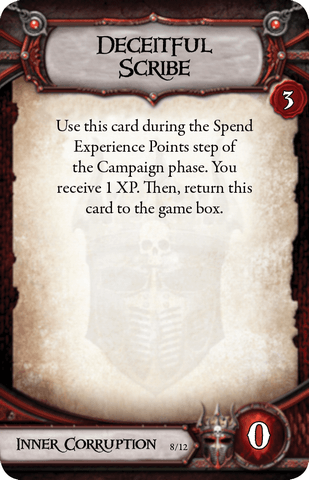 Deceitful
Scribe
3
Use this card during the Spend
Experience Points step of
the Campaign phase. You
receive 1 XP. Then, return this
card to the game box.
Inner Corruption 8/12
0